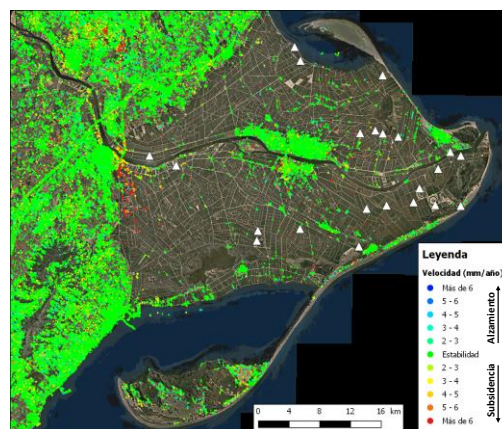 Leyenda
Velocidad (mm/año)
Más de 6
5 - 6
4 - 5
3 - 4
2 - 3
Estabilidad
2 - 3
3 - 4
4 - 5
5 - 6
Más de 6
Alzamiento
Subsidencia
0 4 8 12 16 km